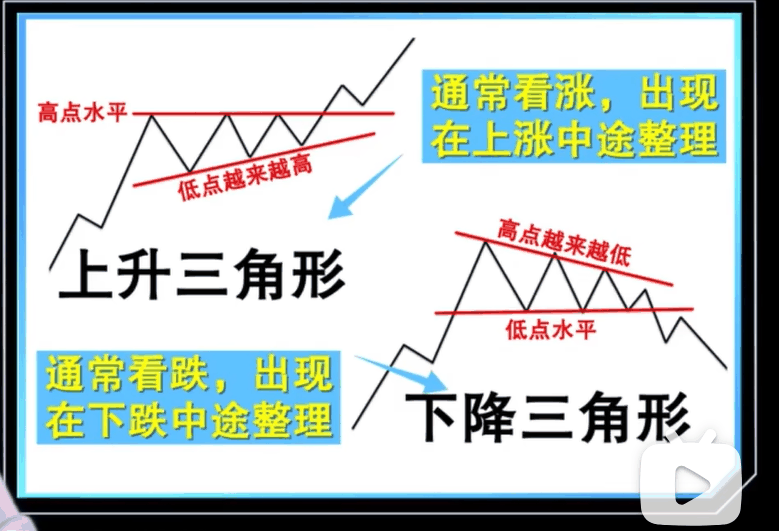 高点水平
通常看涨，出现
在上涨中途整理
低点越来越高
上升三角形
高点越来越低
低点水平
通常看跌，出现
在下跌中途整理
下降三角形